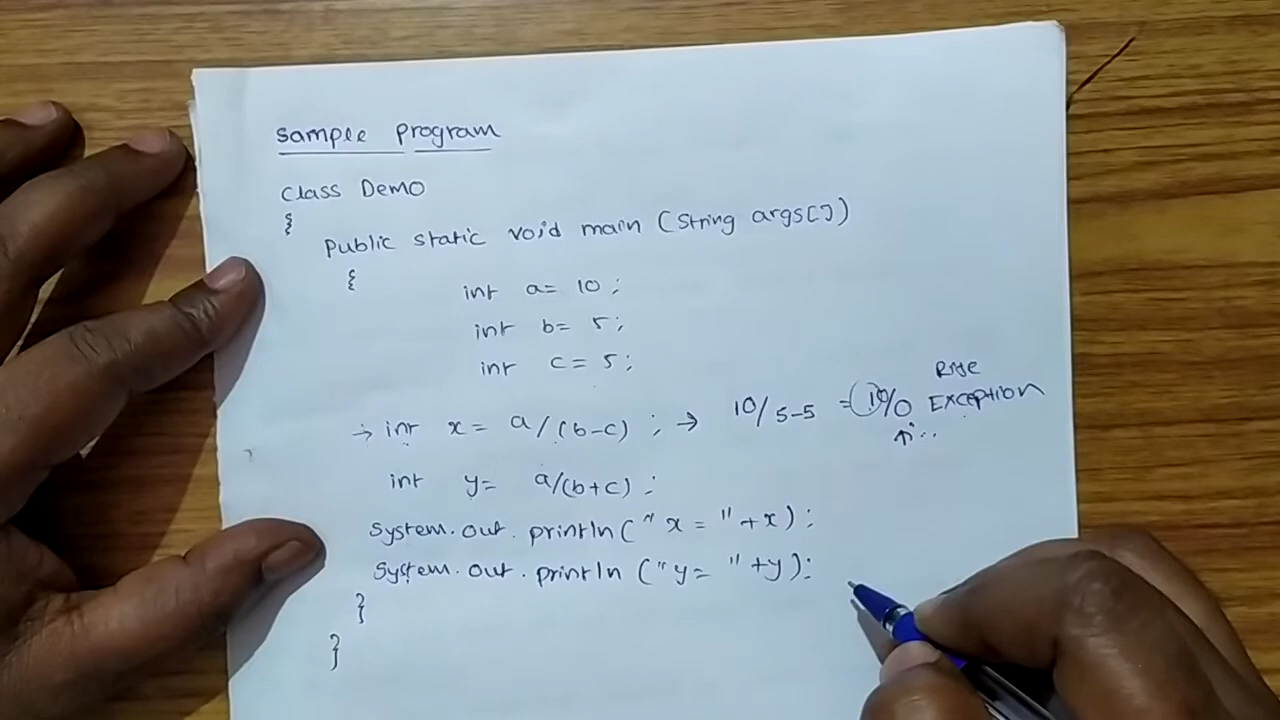 Sample program
Class Demo
{
Public static void main (String args[])
{
int a= 10 ;
int b= 5;
int c= 5;
→ int x= a/(b-c) ; → 10/5-5 = 10/0 Rise EXCEPTION
int y= a/(b+c) ;
System.out.println(" x = "+x) ;
System.out.println ("y= "+y);
}
}